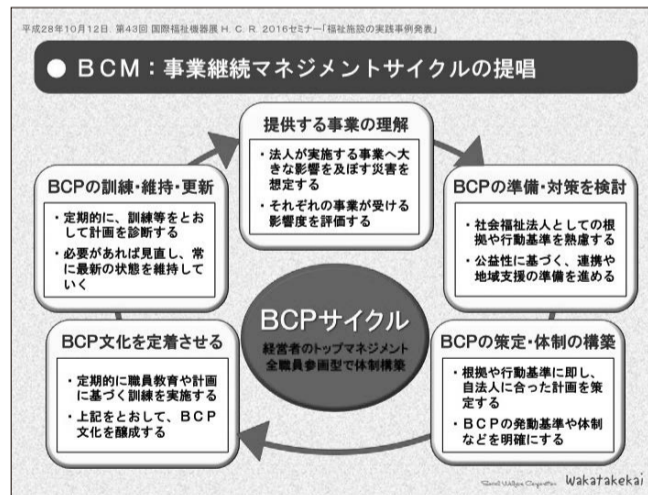 平成28年10月12日 第43回 国際福祉機器展 H.C.R.2016セミナー「福祉施設の実践事例発表」
● BCM：事業継続マネジメントサイクルの提唱
提供する事業の理解
・法人が実施する事業へ大
きな影響を及ぼす災害を
想定する
・それぞれの事業が受ける
影響度を評価する
BCPの準備・対策を検討
・社会福祉法人としての根
拠や行動基準を熟慮する
・公益性に基づく、連携や
地域支援の準備を進める
BCPの策定・体制の構築
・根拠や行動基準に即し、
自法人に合った計画を策
定する
・BCPの発動基準や体制
などを明確にする
BCP文化を定着させる
・定期的に職員教育や計画
に基づく訓練を実施する
・上記をとおして、BCP
文化を醸成する
BCPの訓練・維持・更新
・定期的に、訓練等をとお
して計画を診断する
・必要があれば見直し、常
に最新の状態を維持して
いく
BCPサイクル
経営者のトップマネジメント
全職員参画型で体制構築
Social Welfare Corporation Wakatakekai